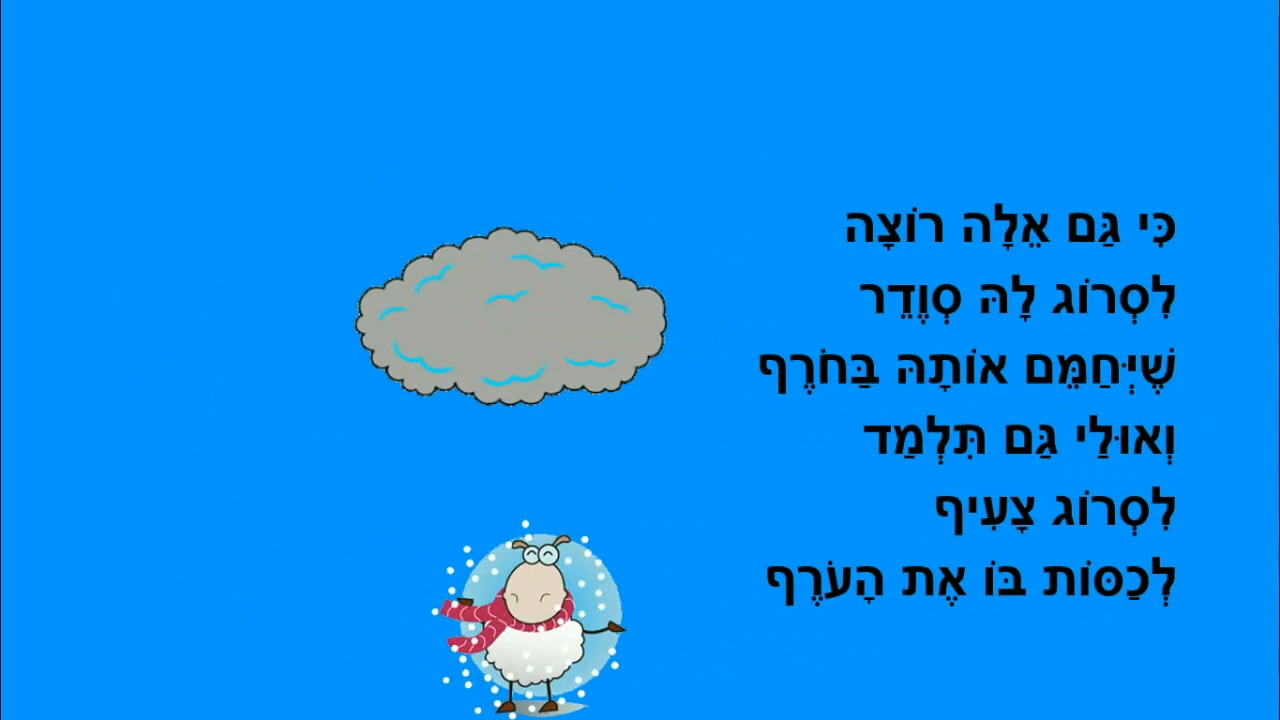 כִּי גַּם אֵלָה רוֹצָה
לִסְרוֹג לָהּ סְוֶדֵר
שֶׁיְּחַמֵּם אוֹתָהּ בַּחֹרֶף
וְאוּלַי גַּם תִּלְמַד
לִסְרוֹג צָעִיף
לְכַסּוֹת בּוֹ אֶת הָעֹרֶף